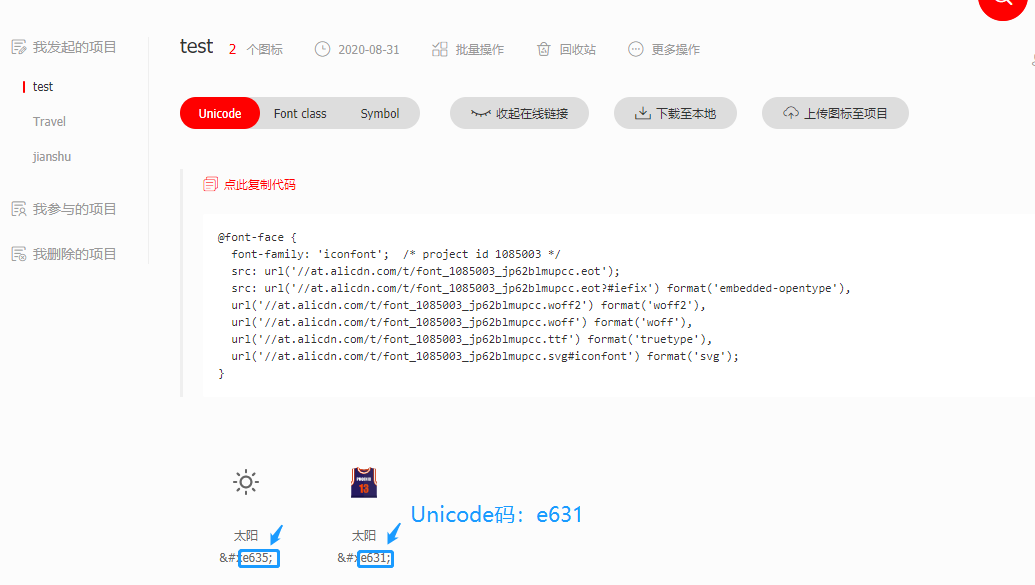 test 2 个图标 2020-08-31 批量操作 回收站 更多操作
我发起的项目
test
Travel
jianshu
我参与的项目
我删除的项目
Unicode Font class Symbol 收起在线链接 下载至本地 上传图标至项目
点此复制代码
@font-face {
  font-family: 'iconfont';  /* project id 1085003 */
  src: url('//at.alicdn.com/t/font_1085003_jp62blmupcc.eot');
  src: url('//at.alicdn.com/t/font_1085003_jp62blmupcc.eot?#iefix') format('embedded-opentype'),
  url('//at.alicdn.com/t/font_1085003_jp62blmupcc.woff2') format('woff2'),
  url('//at.alicdn.com/t/font_1085003_jp62blmupcc.woff') format('woff'),
  url('//at.alicdn.com/t/font_1085003_jp62blmupcc.ttf') format('truetype'),
  url('//at.alicdn.com/t/font_1085003_jp62blmupcc.svg#iconfont') format('svg');
}
PHOENIX
13
Unicode码：e631
太阳 太阳
&#xe635; &#xe631;